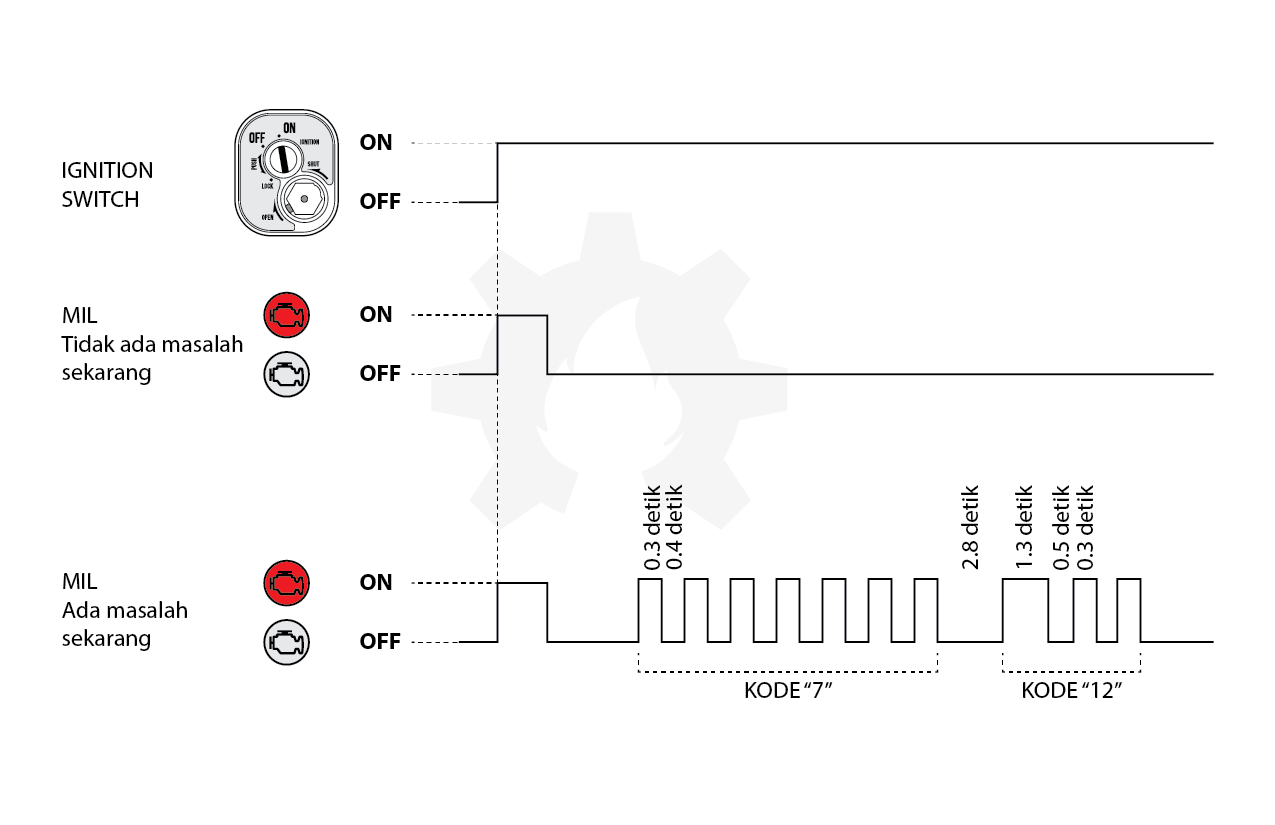 OFF
ON
IGNITION
PUSH
SHUT
LOCK
OPEN
IGNITION
SWITCH
ON
OFF
MIL
Tidak ada masalah
sekarang
ON
OFF
0.3 detik
0.4 detik
2.8 detik
1.3 detik
0.5 detik
0.3 detik
MIL
Ada masalah
sekarang
ON
OFF
KODE “7”
KODE “12”